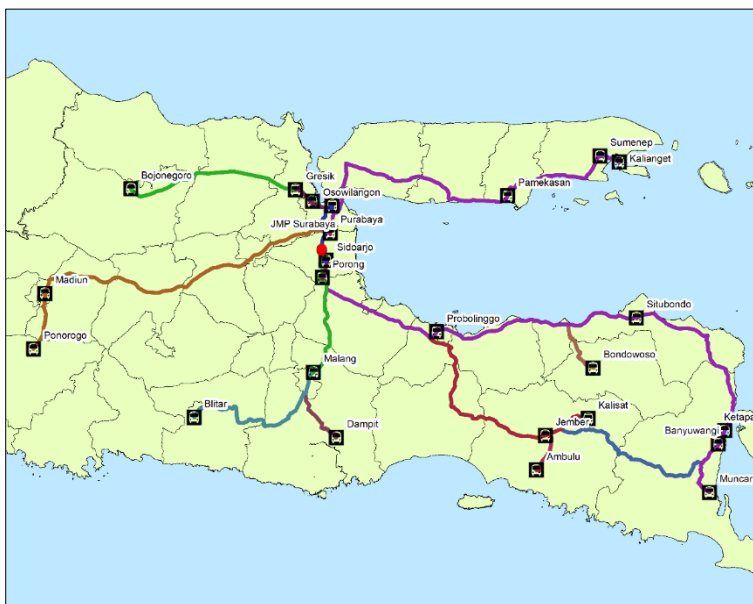 Sumenep
Kalianget
Bojonegoro
Gresik
Pamekasan
Osowilangon
JMP Surabaya
Purabaya
Sidoarjo
Porong
Madiun
Situbondo
Probolinggo
Ponorogo
Bondowoso
Malang
Blitar
Kalisat
Jember
Ketapa
Dampit
Banyuwangi
Ambulu
Muncar